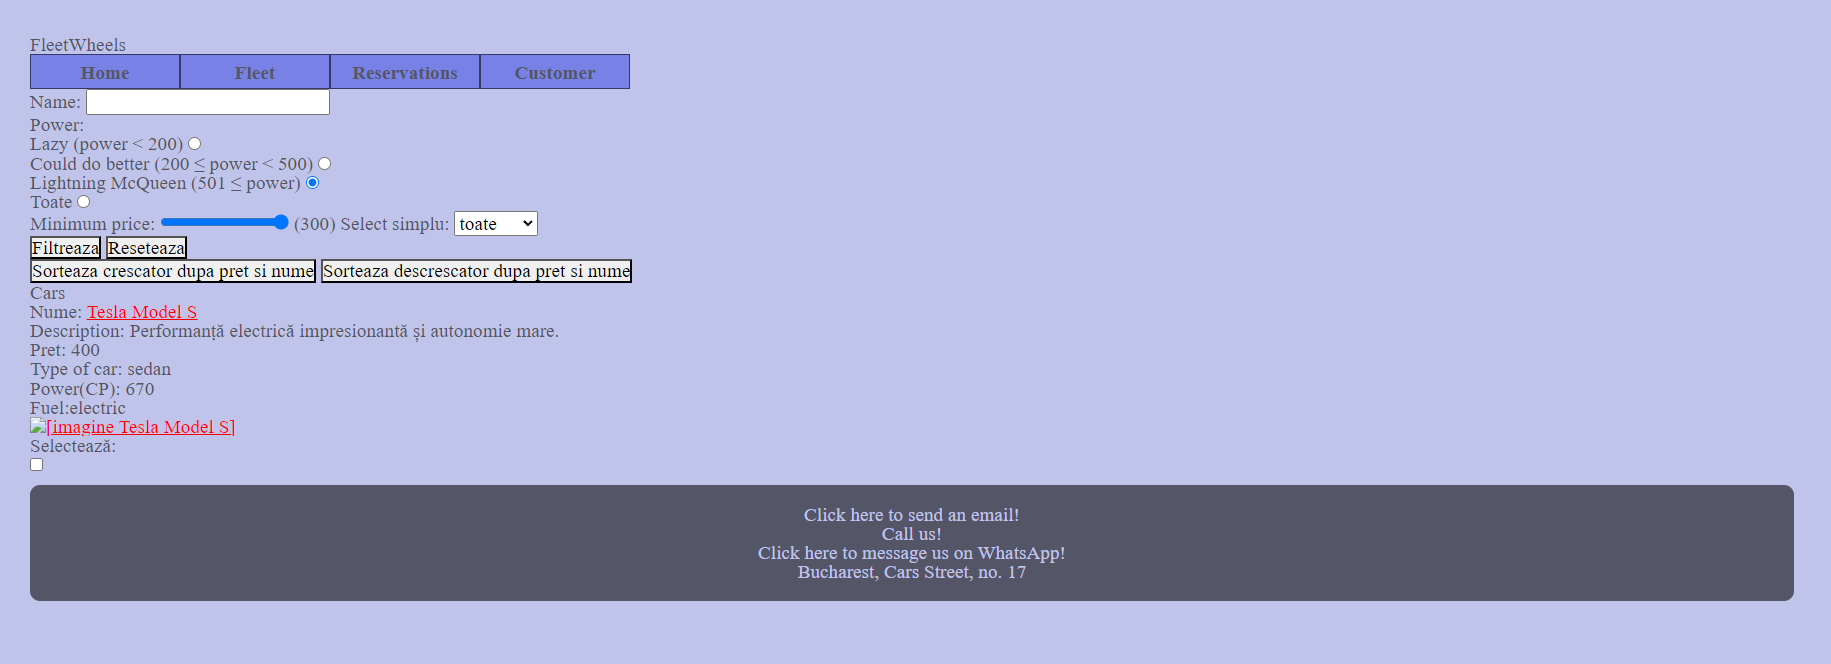 FleetWheels
Home Fleet Reservations Customer
Name:
Power:
Lazy (power < 200)
Could do better (200 ≤ power < 500)
Lightning McQueen (501 ≤ power)
Toate
Minimum price: (300) Select simplu: toate
Filtreaza Reseteaza
Sorteaza crescator dupa pret si nume Sorteaza descrescator dupa pret si nume
Cars
Nume: Tesla Model S
Description: Performanță electrică impresionantă și autonomie mare.
Pret: 400
Type of car: sedan
Power(CP): 670
Fuel:electric
[imagine Tesla Model S]
Selectează:
Click here to send an email!
Call us!
Click here to message us on WhatsApp!
Bucharest, Cars Street, no. 17